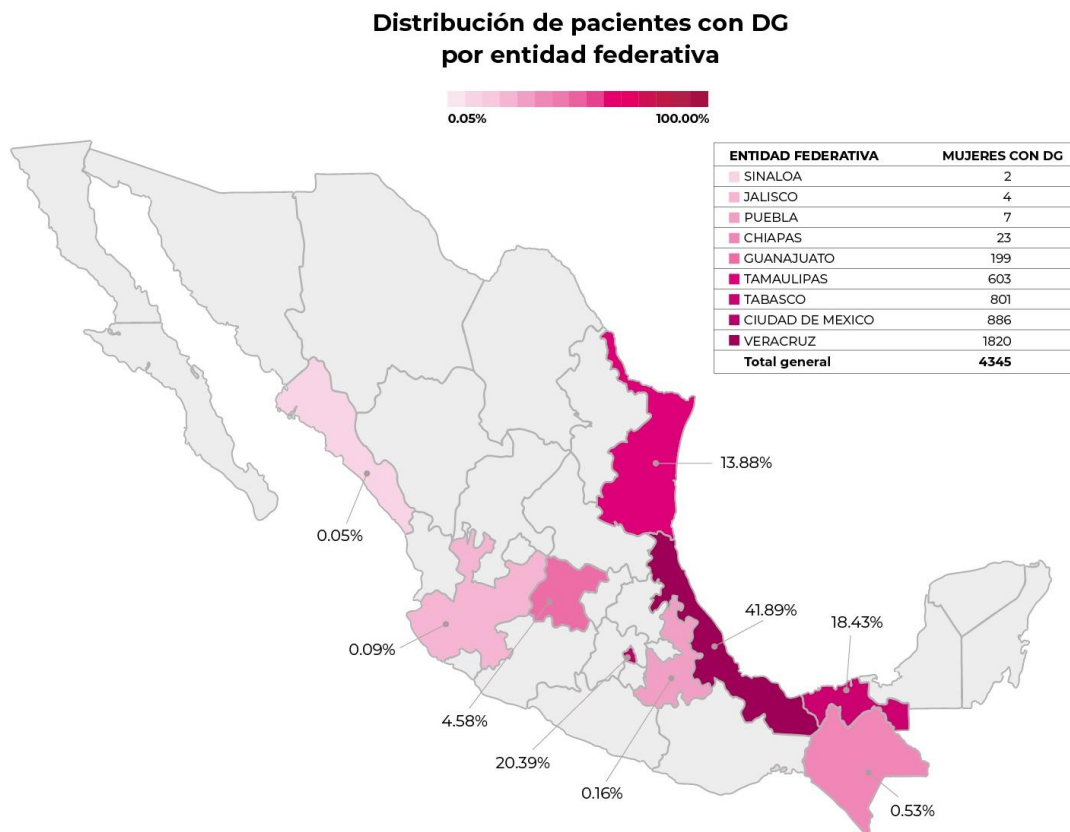 Distribución de pacientes con DG
por entidad federativa
0.05% 100.00%
ENTIDAD FEDERATIVA MUJERES CON DG
SINALOA 2
JALISCO 4
PUEBLA 7
CHIAPAS 23
GUANAJUATO 199
TAMAULIPAS 603
TABASCO 801
CIUDAD DE MEXICO 886
VERACRUZ 1820
Total general 4345
13.88%
0.05%
41.89%
18.43%
0.09%
4.58%
20.39%
0.16%
0.53%